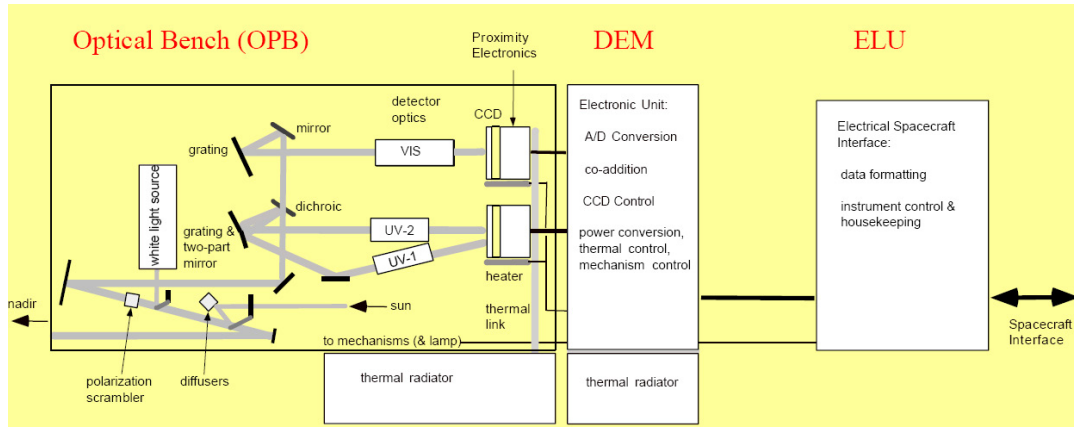 Optical Bench (OPB)
Proximity
Electronics
DEM
ELU
detector
optics
CCD
mirror
grating
VIS
white light source
dichroic
grating &
two-part
mirror
UV-2
UV-1
heater
thermal
link
nadir
sun
to mechanisms (& lamp)
polarization
scrambler
diffusers
thermal radiator
Electronic Unit:
A/D Conversion
co-addition
CCD Control
power conversion,
thermal control,
mechanism control
thermal radiator
Electrical Spacecraft
Interface:
data formatting
instrument control &
housekeeping
Spacecraft
Interface